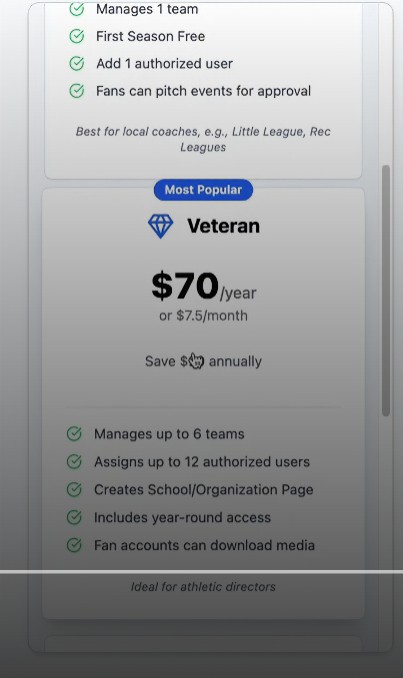 Manages 1 team
First Season Free
Add 1 authorized user
Fans can pitch events for approval
Best for local coaches, e.g., Little League, Rec
Leagues
Most Popular
Veteran
$70/year
or $7.5/month
Save $ annually
Manages up to 6 teams
Assigns up to 12 authorized users
Creates School/Organization Page
Includes year-round access
Fan accounts can download media
Ideal for athletic directors